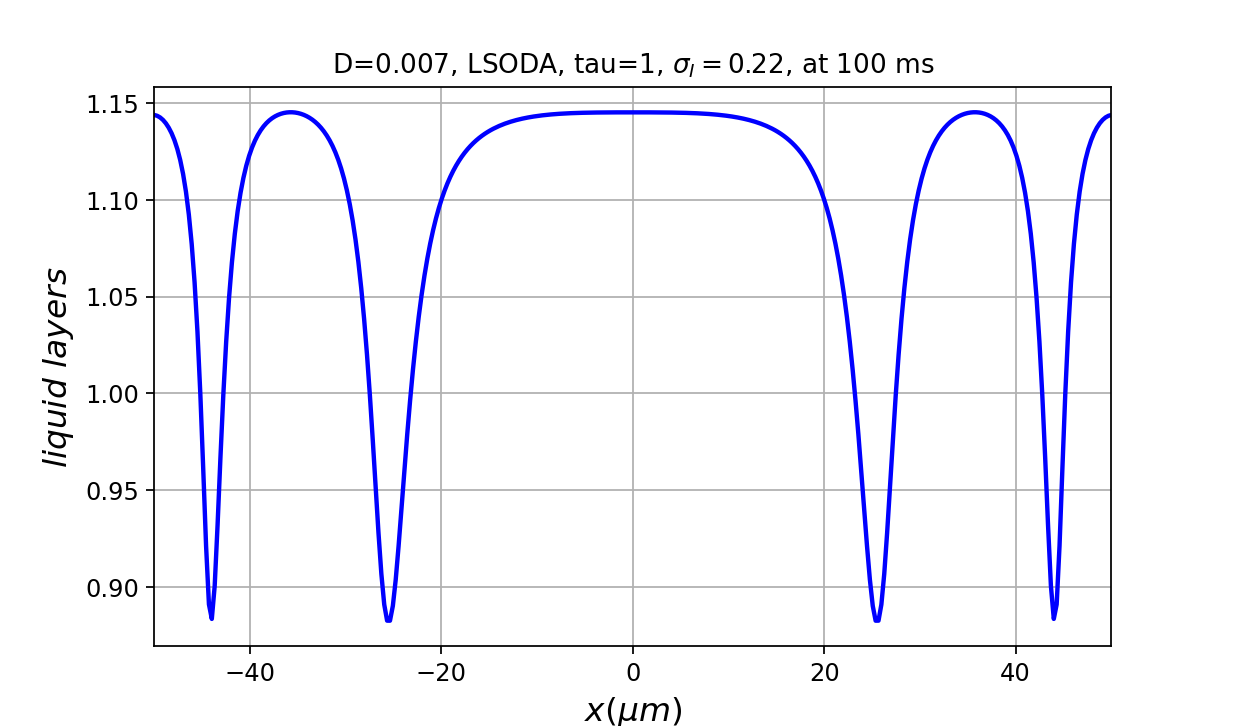 D=0.007, LSODA, tau=1, σ_I = 0.22, at 100 ms
1.15
1.10
1.05
1.00
0.95
0.90
liquid layers
−40 −20 0 20 40
x(μm)